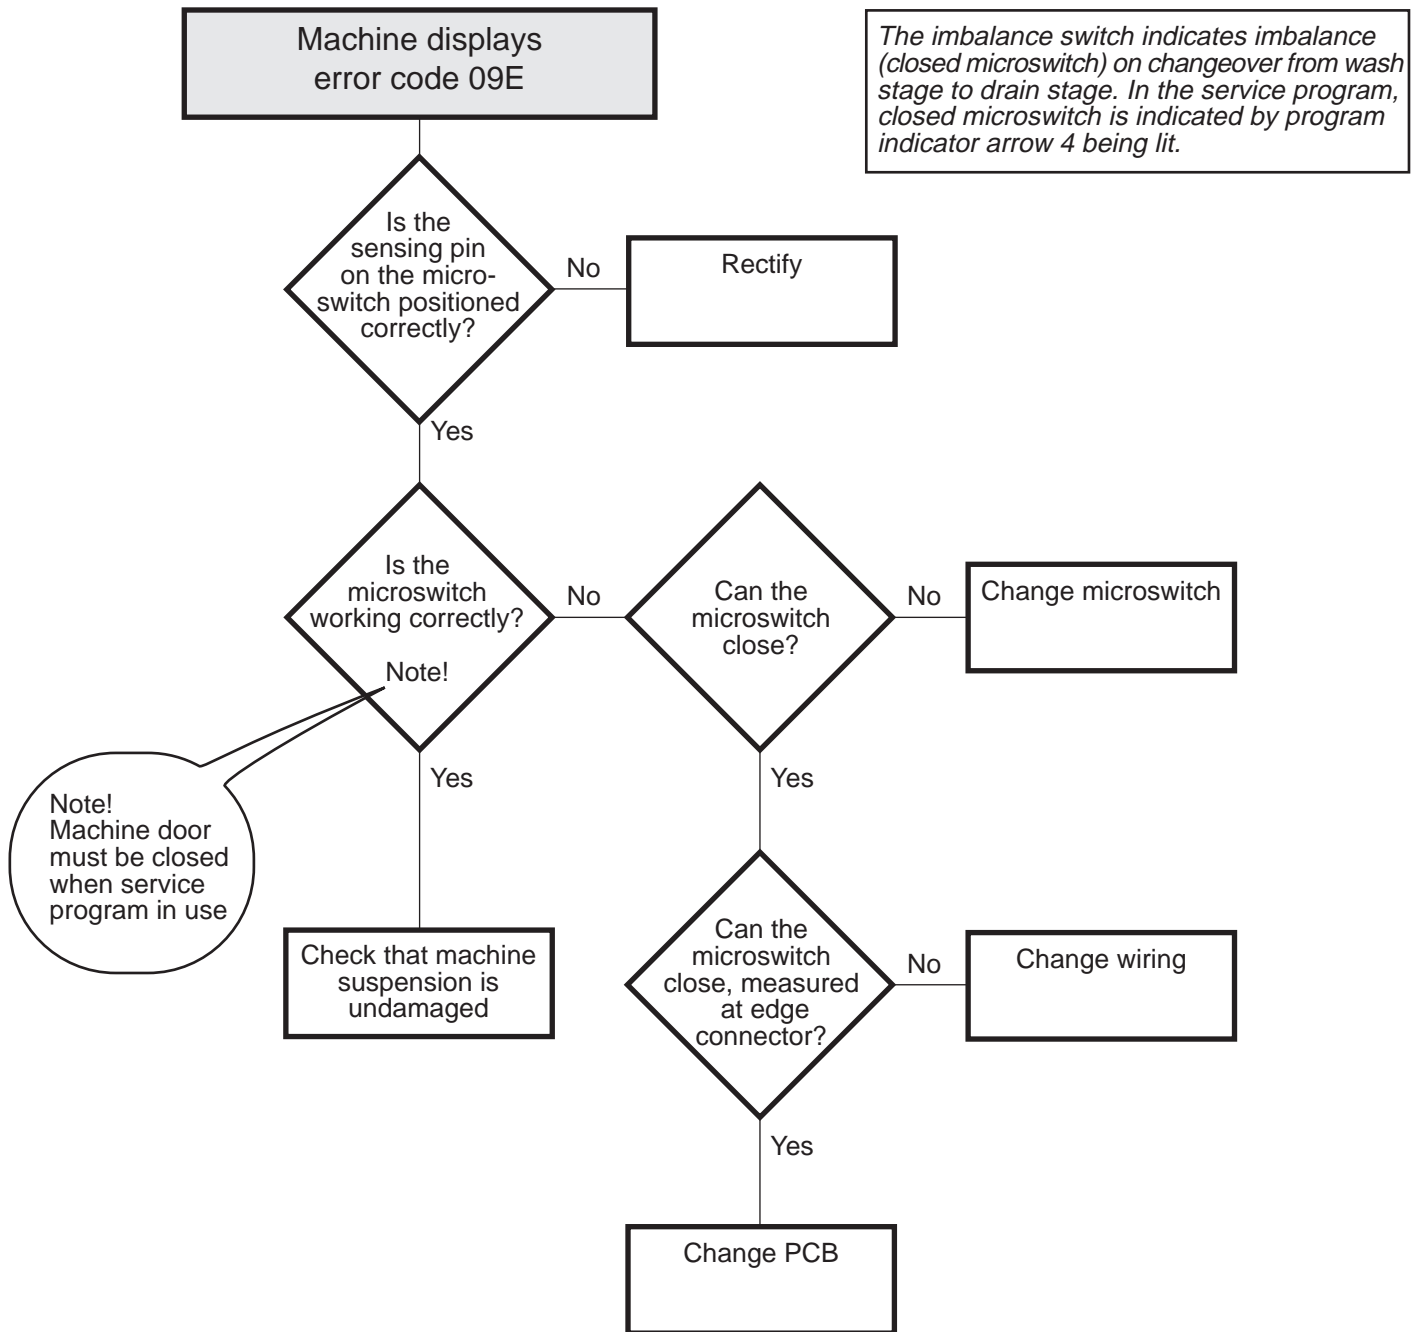 Machine displays
error code 09E
The imbalance switch indicates imbalance
(closed microswitch) on changeover from wash
stage to drain stage. In the service program,
closed microswitch is indicated by program
indicator arrow 4 being lit.
Is the
sensing pin
on the micro-
switch positioned
correctly?
No
Rectify
Yes
Is the
microswitch
working correctly?
Note!
No
Can the
microswitch
close?
No
Change microswitch
Yes
Yes
Note!
Machine door
must be closed
when service
program in use
Check that machine
suspension is
undamaged
Can the
microswitch
close, measured
at edge
connector?
No
Change wiring
Yes
Change PCB